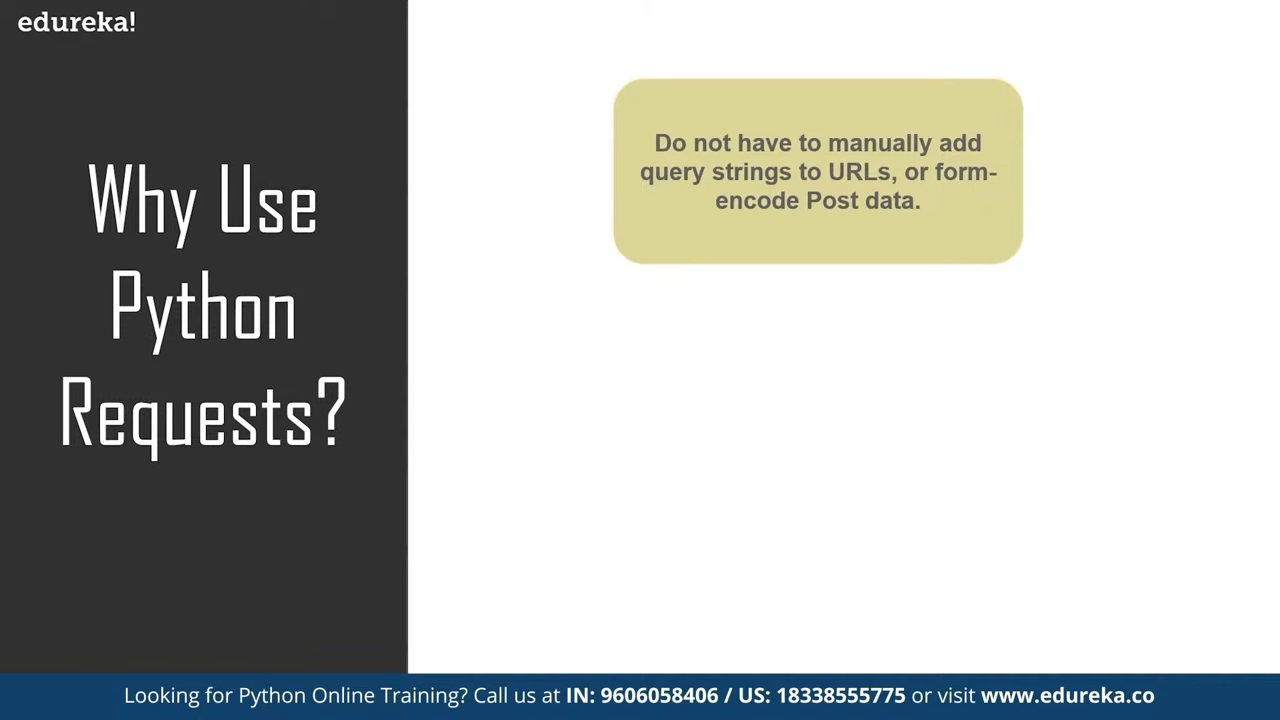 edureka!
Why Use
Python
Requests?
Do not have to manually add
query strings to URLs, or form-
encode Post data.
Looking for Python Online Training? Call us at IN: 9606058406 / US: 18338555775 or visit www.edureka.co